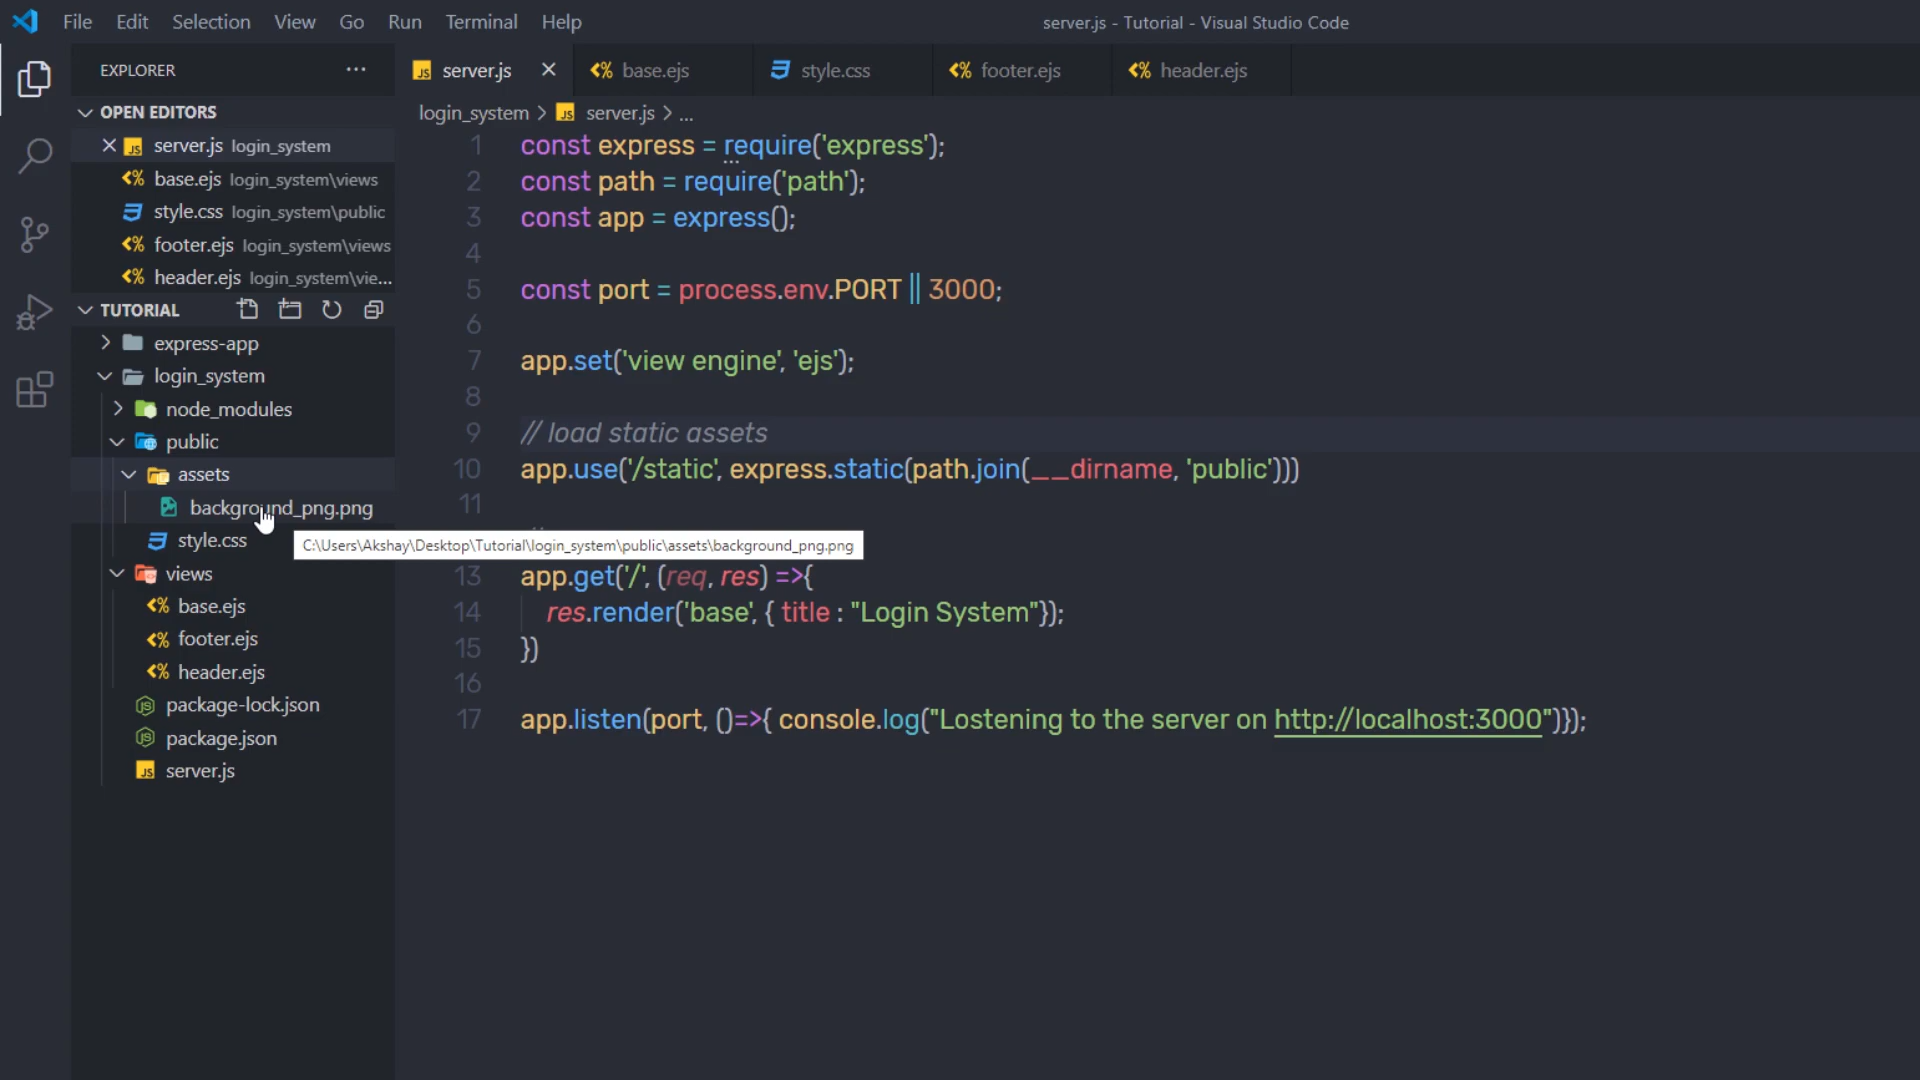 File Edit Selection View Go Run Terminal Help
server.js - Tutorial - Visual Studio Code
EXPLORER
OPEN EDITORS
server.js login_system
base.ejs login_system\views
style.css login_system\public
footer.ejs login_system\views
header.ejs login_system\vie...
TUTORIAL
express-app
login_system
node_modules
public
assets
background_png.png
style.css
views
base.ejs
footer.ejs
header.ejs
package-lock.json
package.json
server.js
server.js base.ejs style.css footer.ejs header.ejs
login_system > server.js > ...
1 const express = require('express');
2 const path = require('path');
3 const app = express();
4
5 const port = process.env.PORT || 3000;
6
7 app.set('view engine', 'ejs');
8
9 // load static assets
10 app.use('/static', express.static(path.join(__dirname, 'public')))
11
C:\Users\Akshay\Desktop\Tutorial\login_system\public\assets\background_png.png
13 app.get('/', (req, res) =>{
14 res.render('base', { title : "Login System"});
15 })
16
17 app.listen(port, ()=>{ console.log("Lostening to the server on http://localhost:3000")});